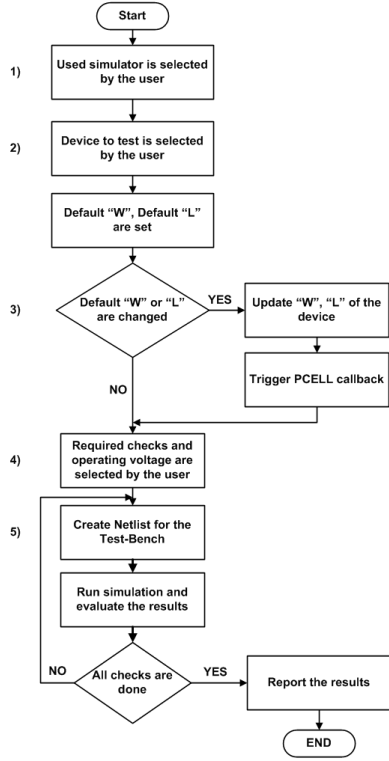 Start
1)
Used simulator is selected
by the user
2)
Device to test is selected
by the user
Default “W”, Default “L”
are set
3)
Default “W” or “L”
are changed
YES
Update “W”, “L” of the
device
Trigger PCELL callback
NO
4)
Required checks and
operating voltage are
selected by the user
5)
Create Netlist for the
Test-Bench
Run simulation and
evaluate the results
NO
All checks are
done
YES
Report the results
END